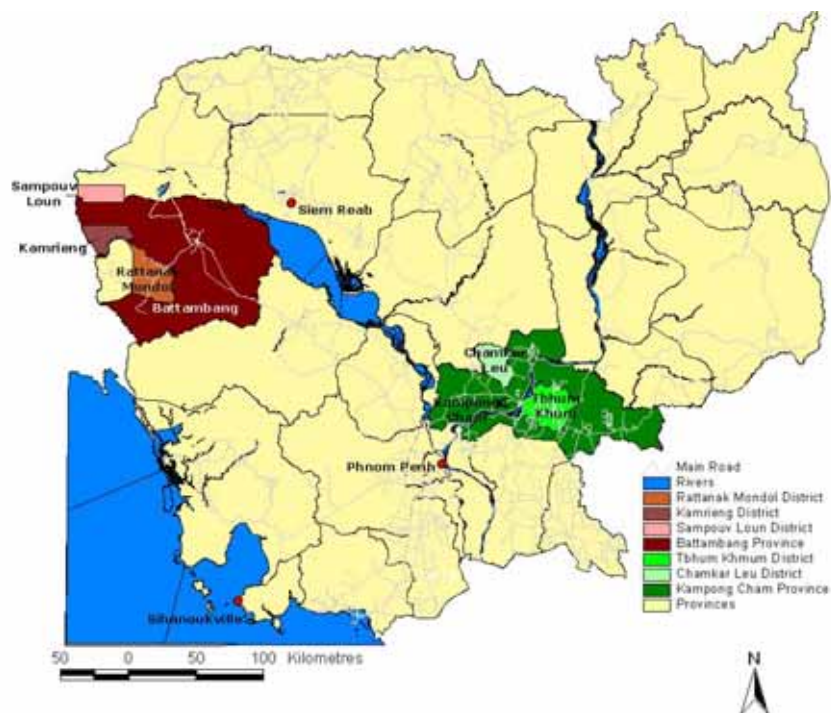 Sampouv
Loun
Siem Reab
Kamrieng
Rattanak
Mondol
Battambang
Chamkar
Leu
Kampong
Cham
Tbhum
Khum
Phnom Penh
Sihanoukville
Main Road
Rivers
Rattanak Mondol District
Kamrieng District
Sampouv Loun District
Battambang Province
Tbhum Khmum District
Chamkar Leu District
Kampong Cham Province
Provinces
50 0 50 100 Kilometres
N